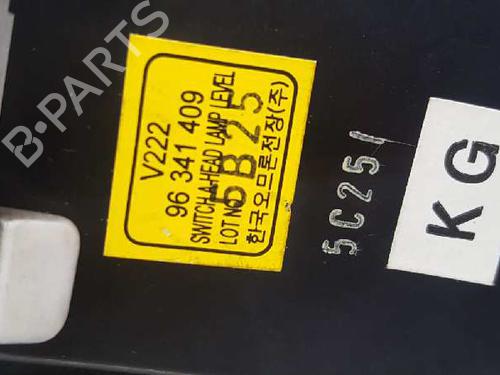 B·PARTS
V222
96 341 409
SWITCH A-HEAD LAMP LEVEL
LOT NO
5B25
한국오므론전장(주)
5C251
KG